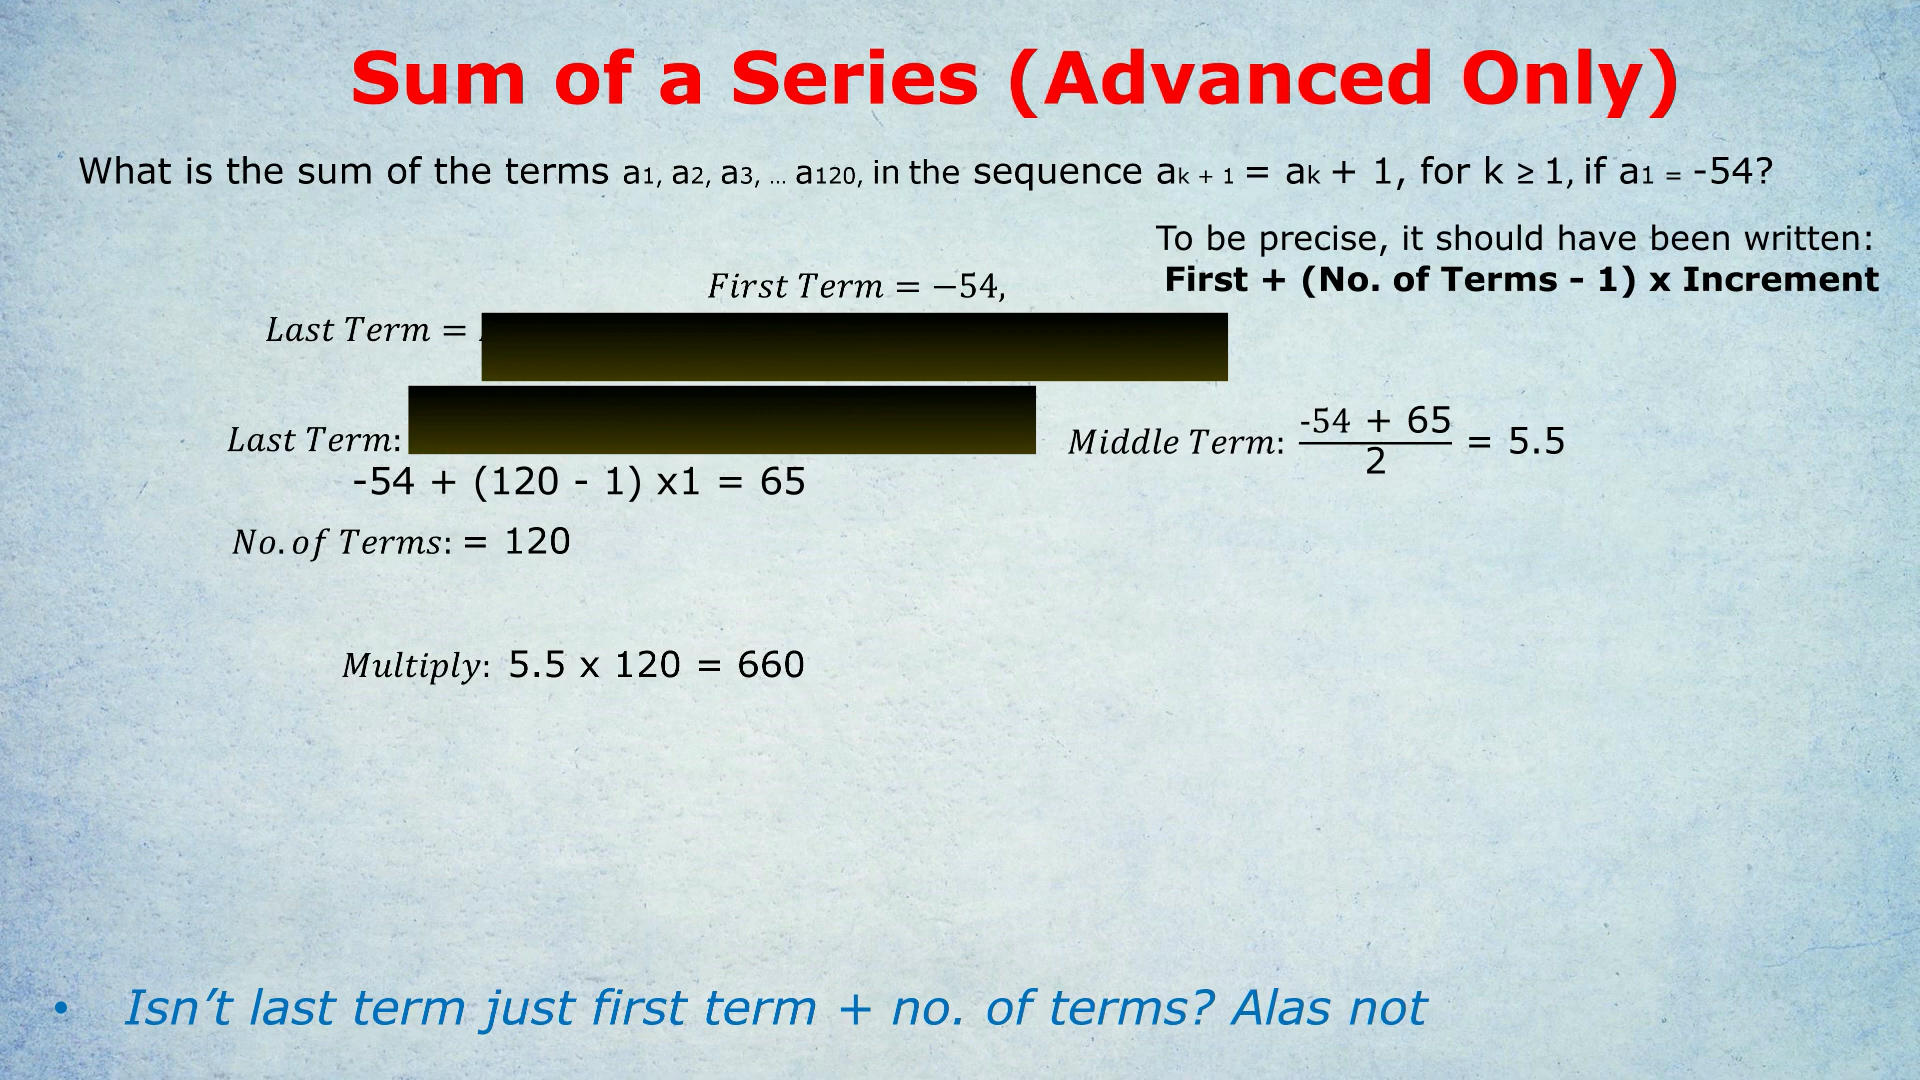 Sum of a Series (Advanced Only)
What is the sum of the terms a1, a2, a3, … a120, in the sequence ak + 1 = ak + 1, for k ≥ 1, if a1 = -54?
To be precise, it should have been written:
First + (No. of Terms - 1) x Increment
First Term = −54,
Last Term =
Last Term:
-54 + (120 - 1) x1 = 65
Middle Term: -54 + 65 / 2 = 5.5
No. of Terms: = 120
Multiply: 5.5 x 120 = 660
• Isn’t last term just first term + no. of terms? Alas not